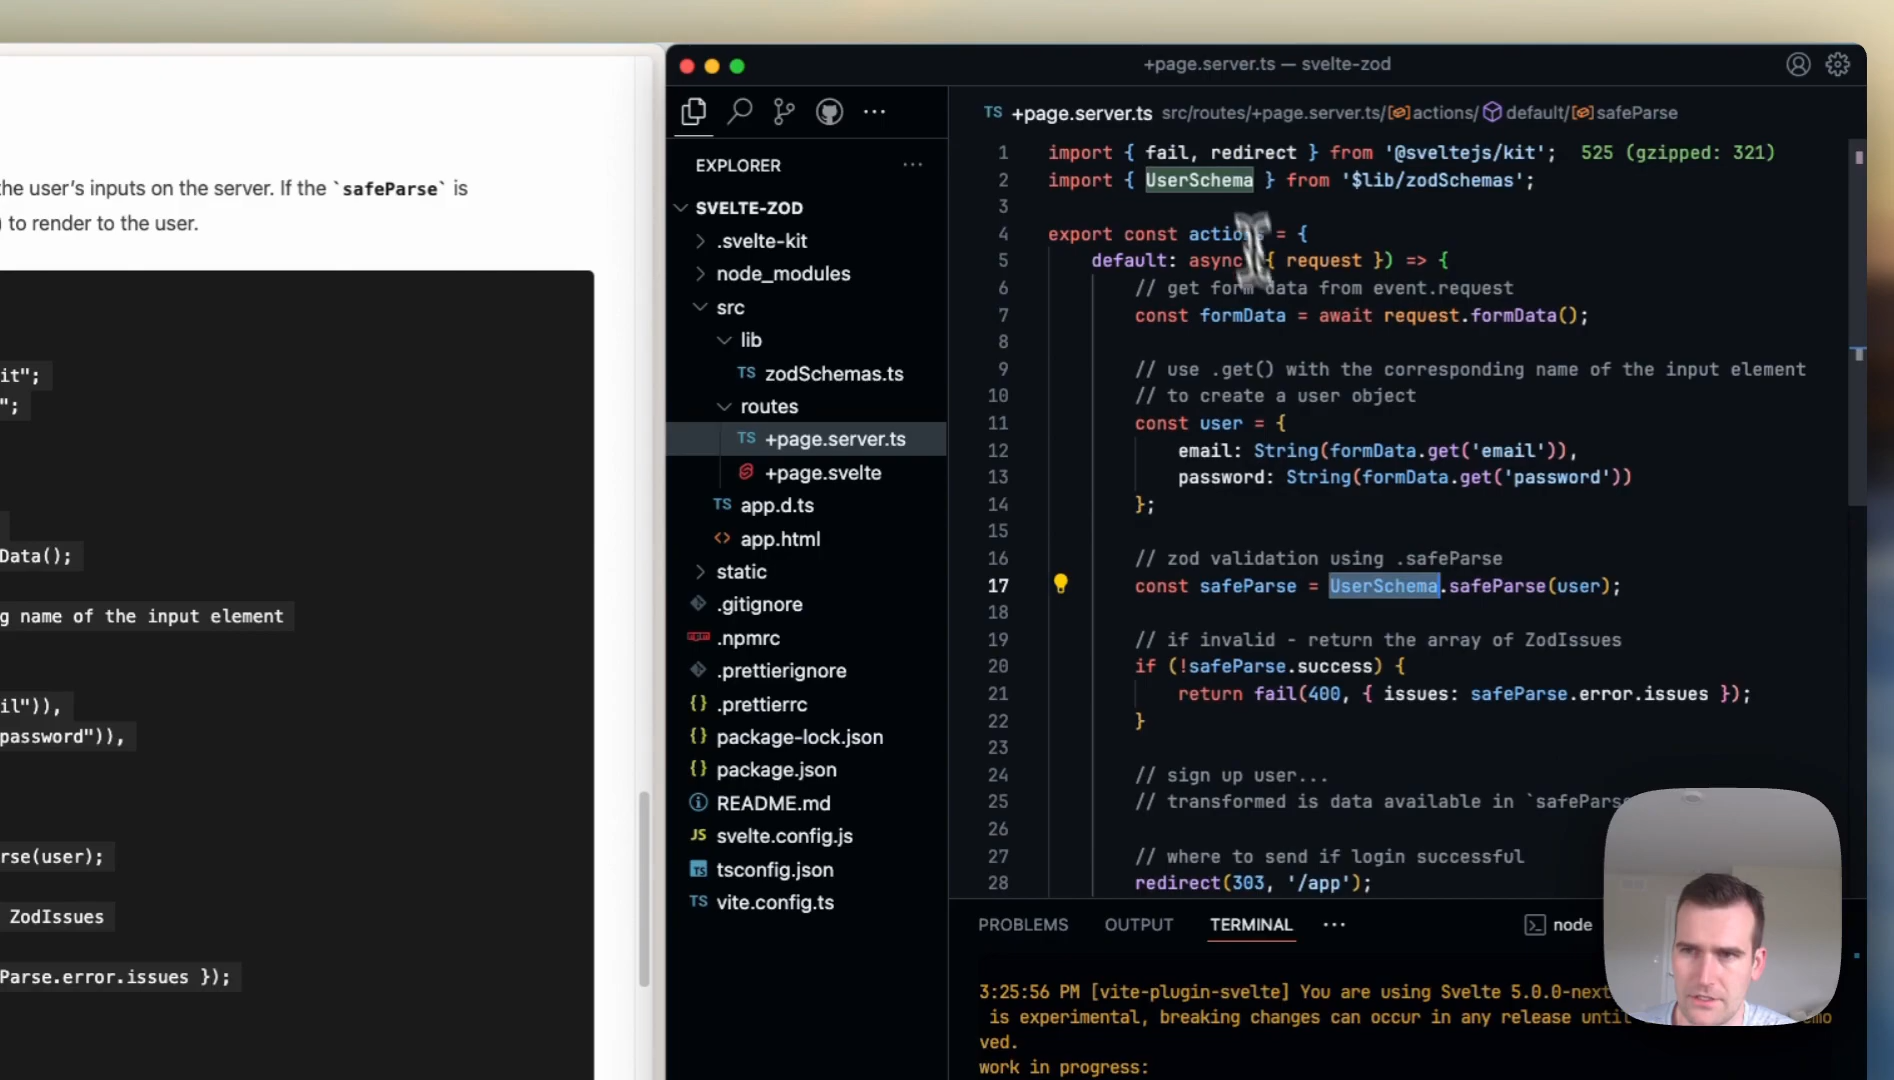 the user's inputs on the server. If the `safeParse` is
) to render to the user.
it";
";
Data();
g name of the input element
il")),
password")),
rse(user);
ZodIssues
Parse.error.issues });
+page.server.ts — svelte-zod
EXPLORER
SVELTE-ZOD
.svelte-kit
node_modules
src
lib
TS zodSchemas.ts
routes
TS +page.server.ts
+page.svelte
TS app.d.ts
<> app.html
static
.gitignore
.npmrc
.prettierignore
{} .prettierrc
{} package-lock.json
{} package.json
README.md
JS svelte.config.js
TS tsconfig.json
TS vite.config.ts
TS +page.server.ts src/routes/+page.server.ts/actions/default/safeParse
1 import { fail, redirect } from '@sveltejs/kit'; 525 (gzipped: 321)
2 import { UserSchema } from '$lib/zodSchemas';
3
4 export const actions = {
5 default: async ({ request }) => {
6 // get form data from event.request
7 const formData = await request.formData();
8
9 // use .get() with the corresponding name of the input element
10 // to create a user object
11 const user = {
12 email: String(formData.get('email')),
13 password: String(formData.get('password'))
14 };
15
16 // zod validation using .safeParse
17 const safeParse = UserSchema.safeParse(user);
18
19 // if invalid - return the array of ZodIssues
20 if (!safeParse.success) {
21 return fail(400, { issues: safeParse.error.issues });
22 }
23
24 // sign up user...
25 // transformed is data available in `safePars
26
27 // where to send if login successful
28 redirect(303, '/app');
PROBLEMS OUTPUT TERMINAL ··· node
3:25:56 PM [vite-plugin-svelte] You are using Svelte 5.0.0-next
is experimental, breaking changes can occur in any release until mo
ved.
work in progress: